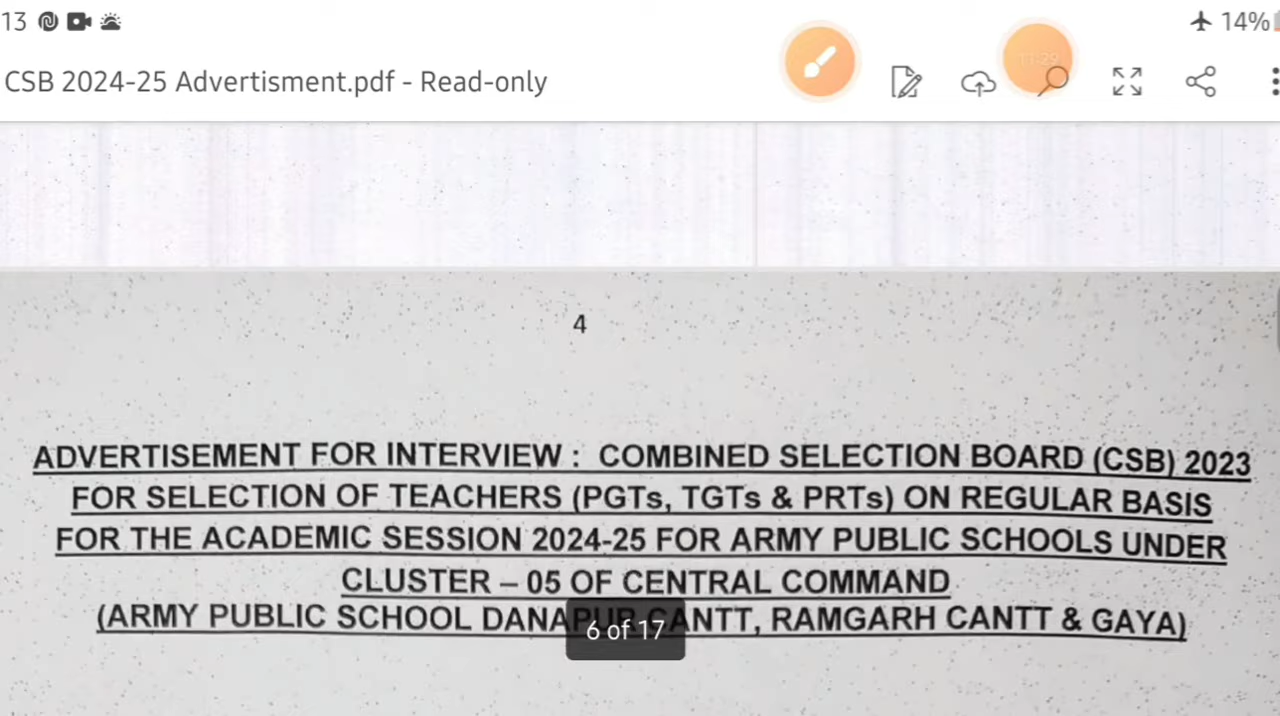 13
14%
CSB 2024-25 Advertisment.pdf - Read-only
4
ADVERTISEMENT FOR INTERVIEW : COMBINED SELECTION BOARD (CSB) 2023
FOR SELECTION OF TEACHERS (PGTs, TGTs & PRTs) ON REGULAR BASIS
FOR THE ACADEMIC SESSION 2024-25 FOR ARMY PUBLIC SCHOOLS UNDER
CLUSTER – 05 OF CENTRAL COMMAND
(ARMY PUBLIC SCHOOL DANAPUR CANTT, RAMGARH CANTT & GAYA)
6 of 17